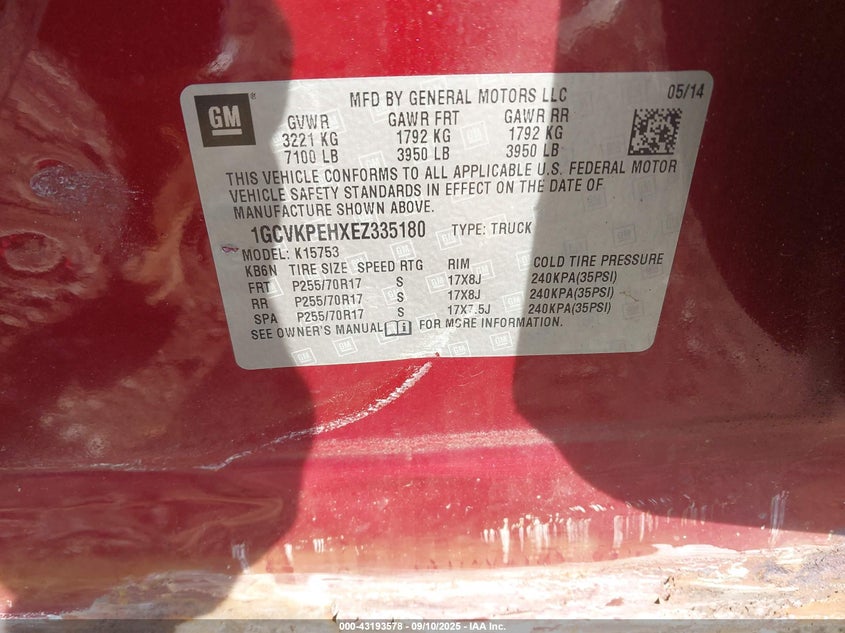 GM
MFD BY GENERAL MOTORS LLC 05/14
GVWR GAWR FRT GAWR RR
3221 KG 1792 KG 1792 KG
7100 LB 3950 LB 3950 LB
THIS VEHICLE CONFORMS TO ALL APPLICABLE U.S. FEDERAL MOTOR
VEHICLE SAFETY STANDARDS IN EFFECT ON THE DATE OF
MANUFACTURE SHOWN ABOVE.
1GCVKPEHXEZ335180 TYPE: TRUCK
MODEL: K15753
KB6N TIRE SIZE SPEED RTG RIM COLD TIRE PRESSURE
FRT P255/70R17 S 17X8J 240KPA(35PSI)
RR P255/70R17 S 17X8J 240KPA(35PSI)
SPA P255/70R17 S 17X7.5J 240KPA(35PSI)
SEE OWNER'S MANUAL FOR MORE INFORMATION.
000-43193578 - 09/10/2025 - IAA Inc.